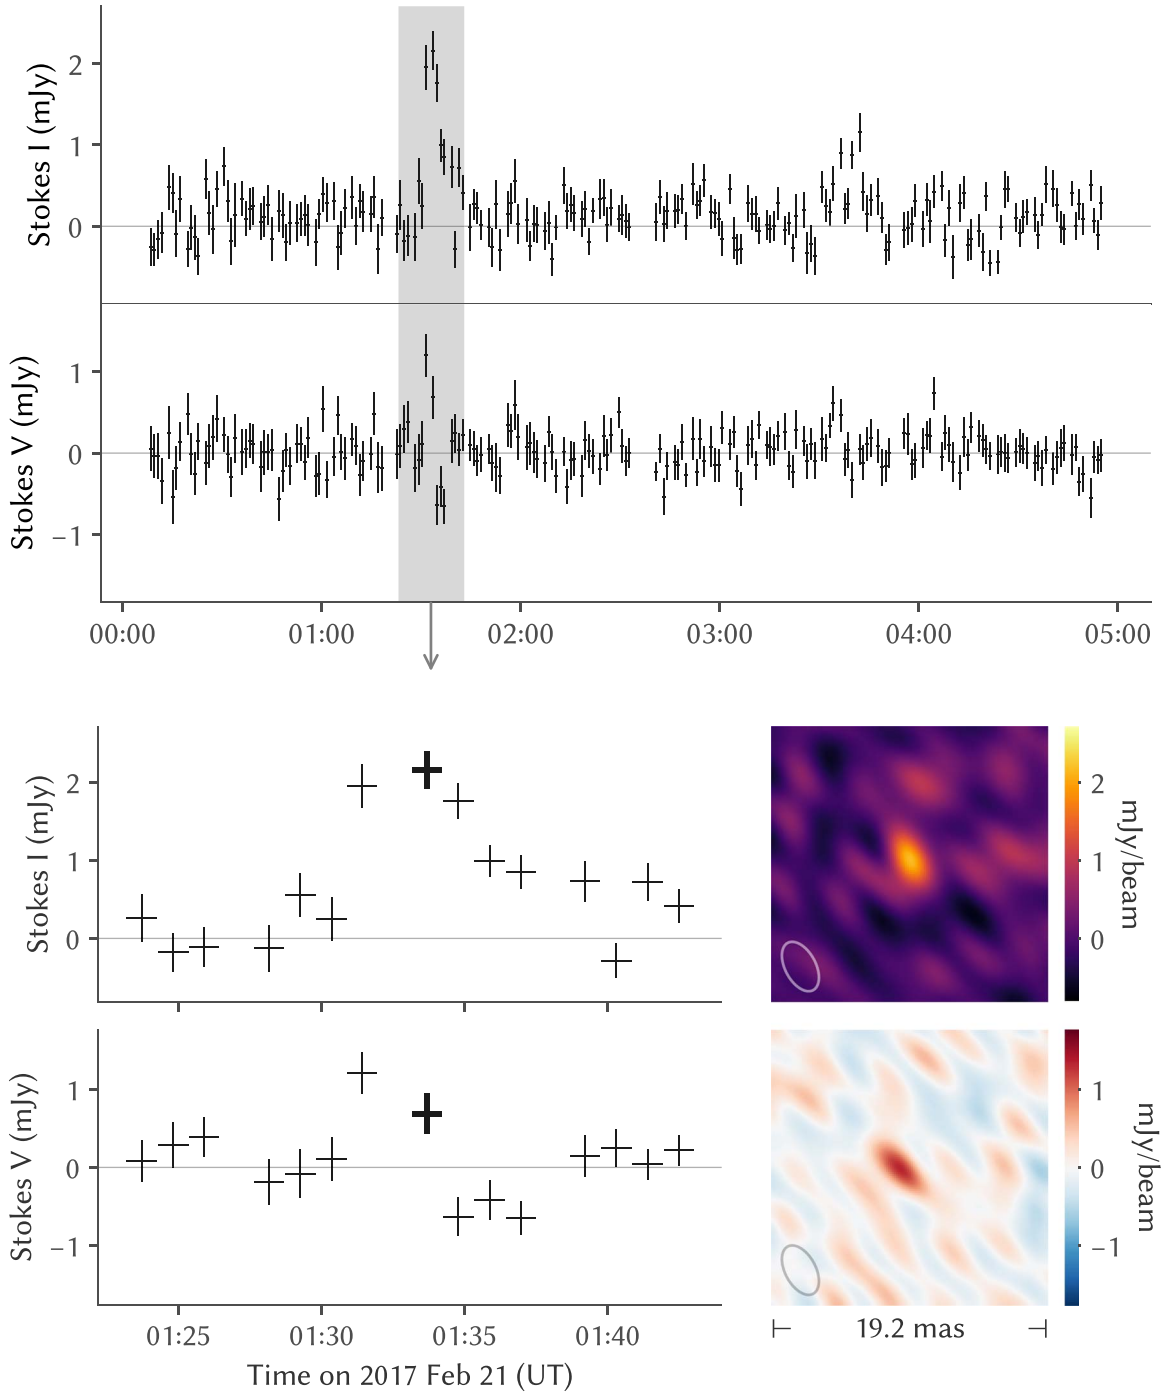 Stokes I (mJy)
2
1
0
Stokes V (mJy)
1
0
−1
00:00 01:00 02:00 03:00 04:00 05:00
Stokes I (mJy)
2
1
0
2
1
0
mJy/beam
Stokes V (mJy)
1
0
−1
1
0
−1
mJy/beam
01:25 01:30 01:35 01:40
19.2 mas
Time on 2017 Feb 21 (UT)